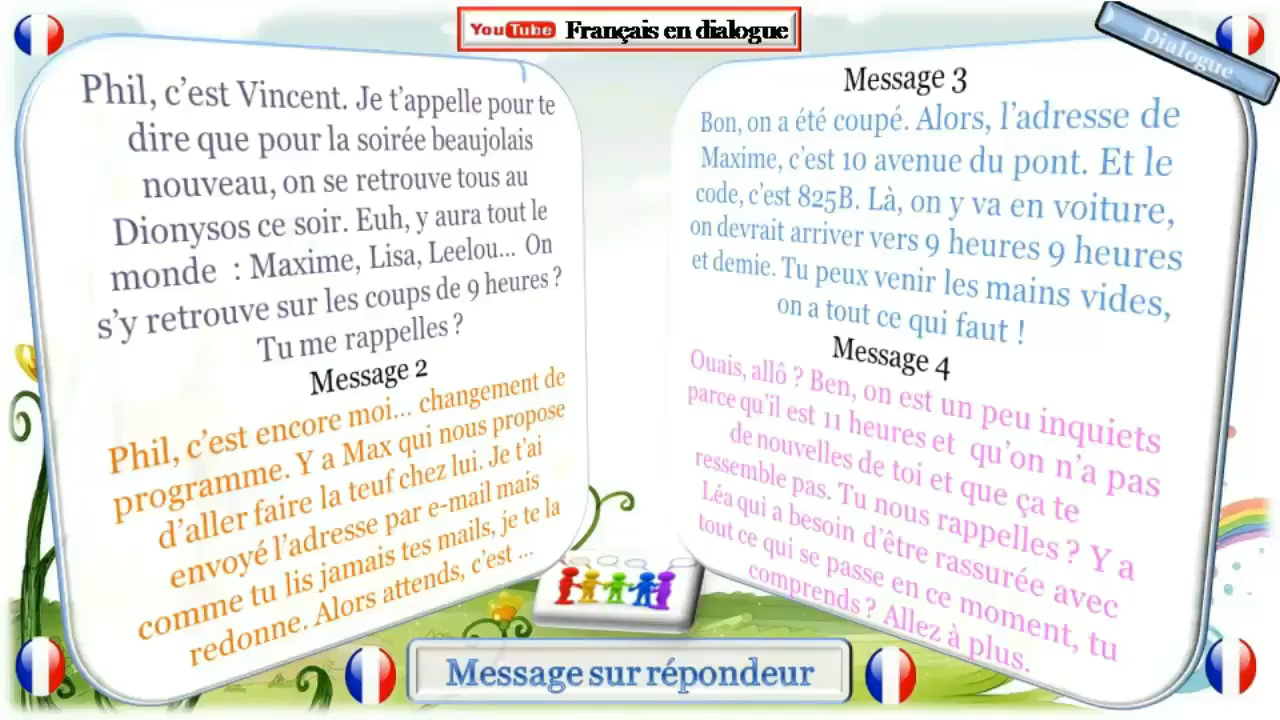 YouTube Français en dialogue
Dialogue
Phil, c’est Vincent. Je t’appelle pour te
dire que pour la soirée beaujolais
nouveau, on se retrouve tous au
Dionysos ce soir. Euh, y aura tout le
monde : Maxime, Lisa, Leelou... On
s’y retrouve sur les coups de 9 heures ?
Tu me rappelles ?
Message 2
Phil, c’est encore moi... changement de
programme. Y a Max qui nous propose
d’aller faire la teuf chez lui. Je t’ai
envoyé l’adresse par e-mail mais
comme tu lis jamais tes mails, je te la
redonne. Alors attends, c’est ...
Message 3
Bon, on a été coupé. Alors, l’adresse de
Maxime, c’est 10 avenue du pont. Et le
code, c’est 825B. Là, on y va en voiture,
on devrait arriver vers 9 heures 9 heures
et demie. Tu peux venir les mains vides,
on a tout ce qui faut !
Message 4
Ouais, allô ? Ben, on est un peu inquiets
parce qu’il est 11 heures et qu’on n’a pas
de nouvelles de toi et que ça te
ressemble pas. Tu nous rappelles ? Y a
Léa qui a besoin d’être rassurée avec
tout ce qui se passe en ce moment, tu
comprends ? Allez à plus.
Message sur répondeur